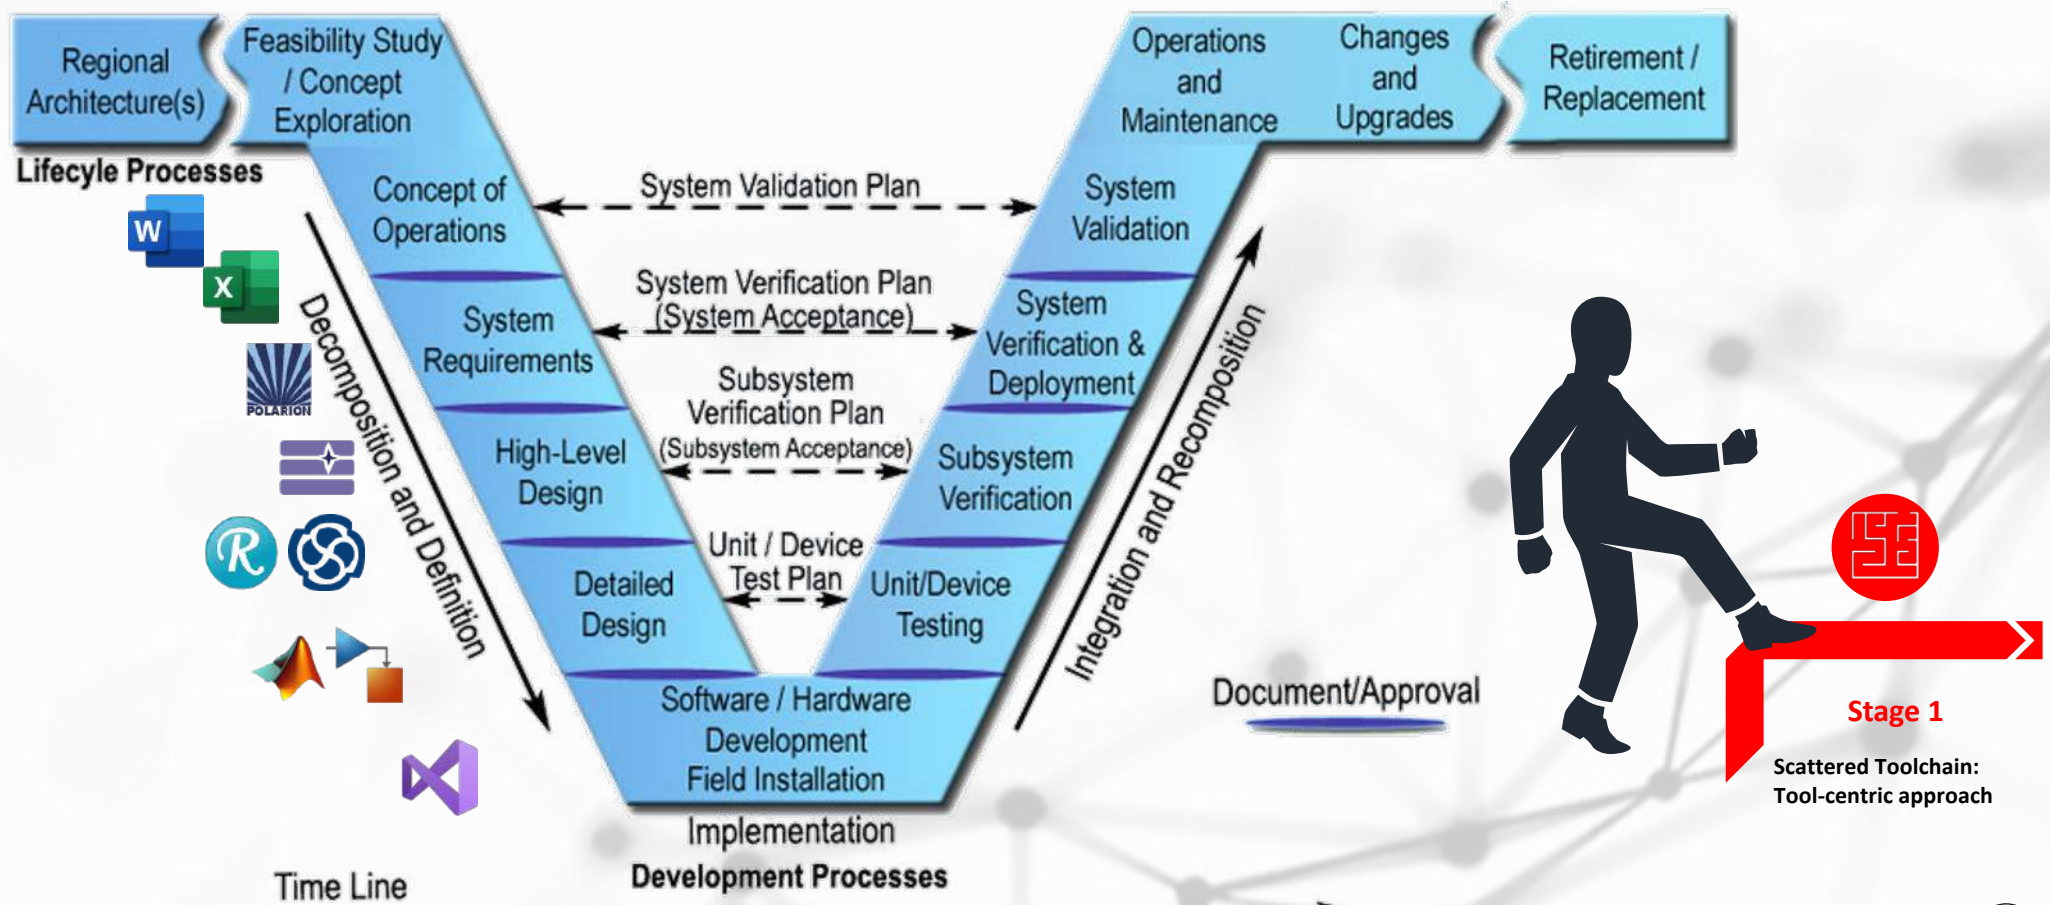 Regional
Architecture(s)
Feasibility Study
/ Concept
Exploration
Operations
and
Maintenance
Changes
and
Upgrades
Retirement /
Replacement
Lifecyle Processes
W
X
POLARION
R
Concept of
Operations
System Validation Plan
System
Validation
System
Requirements
System Verification Plan
(System Acceptance)
System
Verification &
Deployment
High-Level
Design
Subsystem
Verification Plan
(Subsystem Acceptance)
Subsystem
Verification
Detailed
Design
Unit / Device
Test Plan
Unit/Device
Testing
Decomposition and Definition
Integration and Recomposition
Software / Hardware
Development
Field Installation
Implementation
Development Processes
Time Line
Document/Approval
Stage 1
Scattered Toolchain:
Tool-centric approach